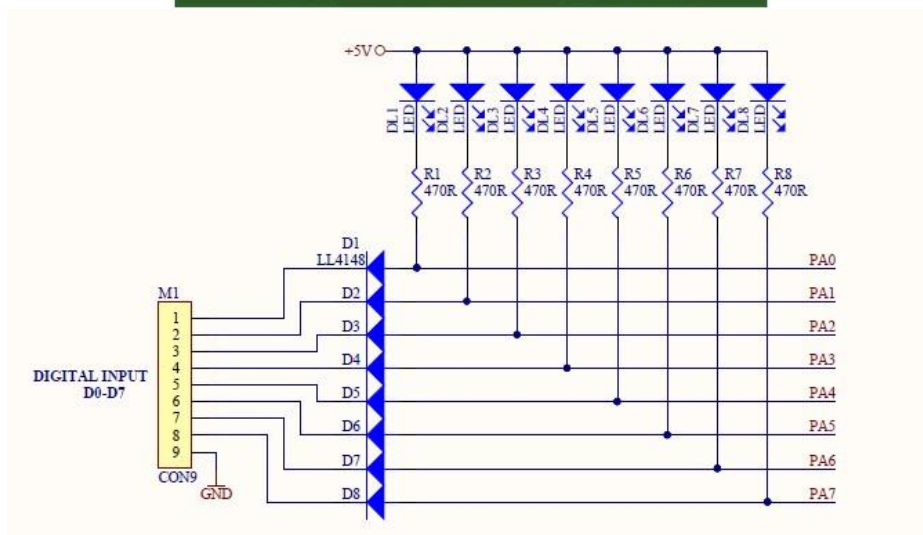 +5V
DL1 LED DL2 LED DL3 LED DL4 LED DL5 LED DL6 LED DL7 LED DL8 LED
R1 R2 R3 R4 R5 R6 R7 R8
470R 470R 470R 470R 470R 470R 470R 470R
D1
LL4148 PA0
M1 D2 PA1
1
2 D3 PA2
3
4 D4 PA3
DIGITAL INPUT
D0-D7
5 D5 PA4
6
7 D6 PA5
8
9 D7 PA6
CON9
GND D8 PA7